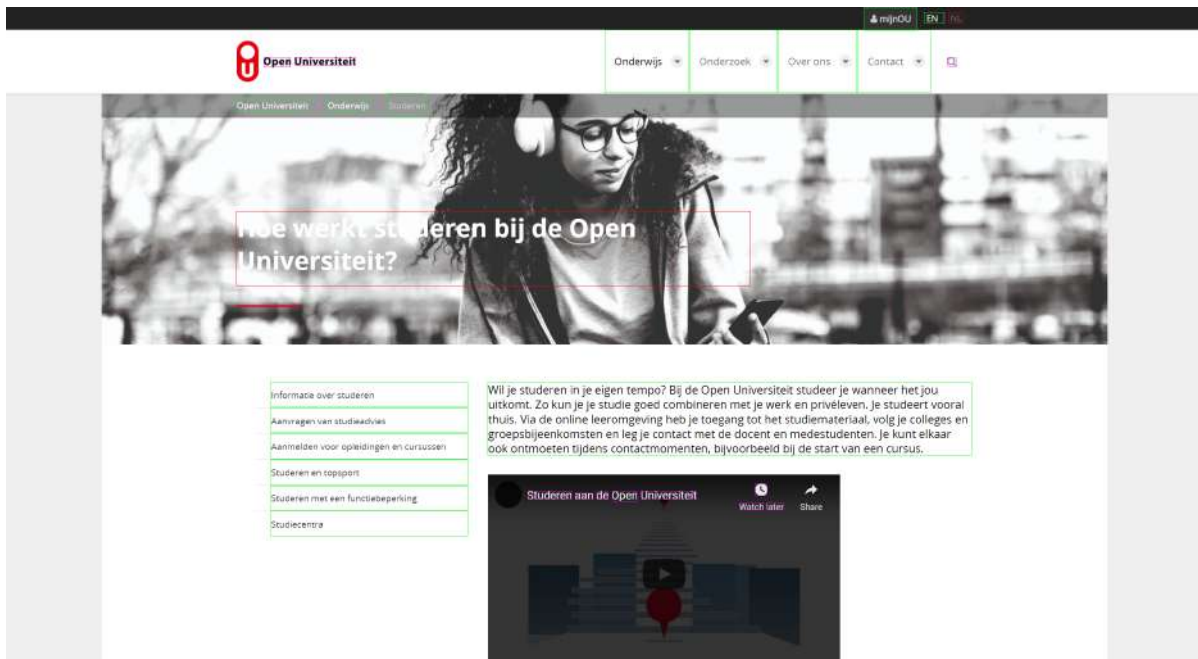 mijnOU EN NL
Open Universiteit
Onderwijs Onderzoek Over ons Contact
Open Universiteit Onderwijs Studeren
Hoe werkt studeren bij de Open
Universiteit?
Informatie over studeren
Aanvragen van studieadvies
Aanmelden voor opleidingen en cursussen
Studeren en topsport
Studeren met een functiebeperking
Studiecentra
Wil je studeren in je eigen tempo? Bij de Open Universiteit studeer je wanneer het jou
uitkomt. Zo kun je je studie goed combineren met je werk en privéleven. Je studeert vooral
thuis. Via de online leeromgeving heb je toegang tot het studiemateriaal, volg je colleges en
groepsbijeenkomsten en leg je contact met de docent en medestudenten. Je kunt elkaar
ook ontmoeten tijdens contactmomenten, bijvoorbeeld bij de start van een cursus.
Studeren aan de Open Universiteit
Watch later Share